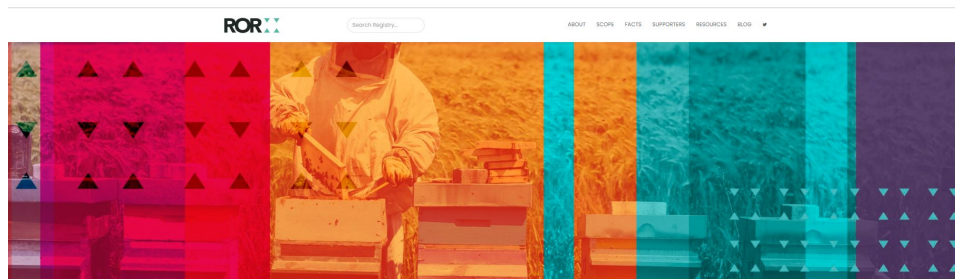 ROR
Search Registry...
ABOUT SCOPE FACTS SUPPORTERS RESOURCES BLOG